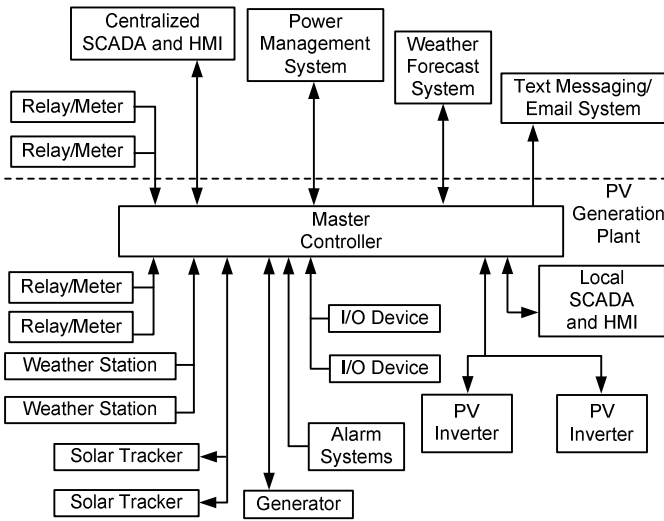 Centralized
SCADA and HMI
Power
Management
System
Weather
Forecast
System
Text Messaging/
Email System
Relay/Meter
Relay/Meter
PV
Generation
Plant
Master
Controller
Relay/Meter
Relay/Meter
Weather Station
Weather Station
Solar Tracker
Solar Tracker
Generator
Alarm
Systems
I/O Device
I/O Device
Local
SCADA
and HMI
PV
Inverter
PV
Inverter